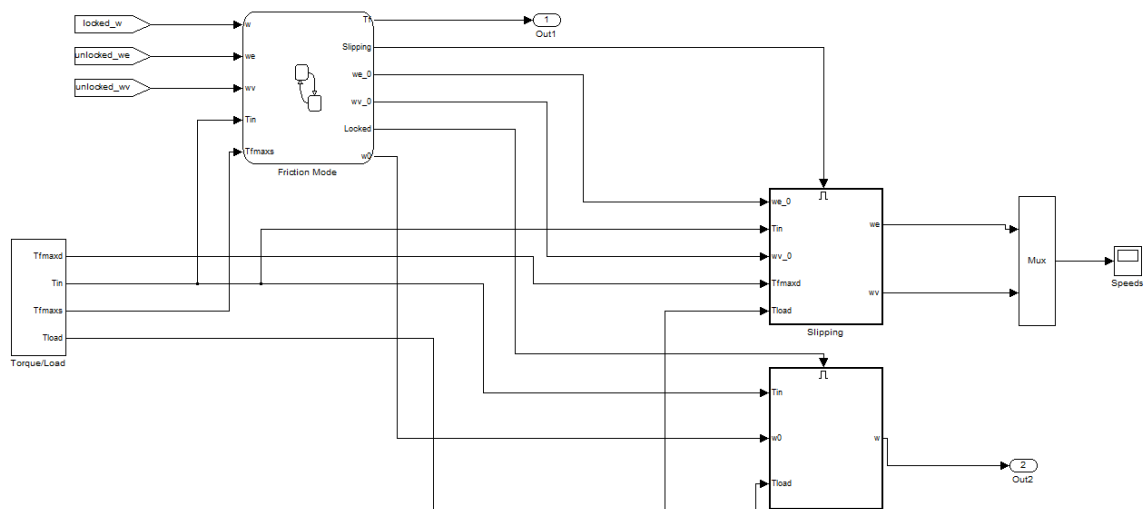 locked_w
unlocked_we
unlocked_wv
w
we
wv
Tin
Tfmaxs
Tf
Slipping
we_0
wv_0
Locked
w0
Friction Mode
1
Out1
Tfmaxd
Tin
Tfmaxs
Tload
Torque/Load
we_0
Tin
wv_0
Tfmaxd
Tload
we
wv
Slipping
Mux
Speeds
Tin
w0
Tload
w
2
Out2